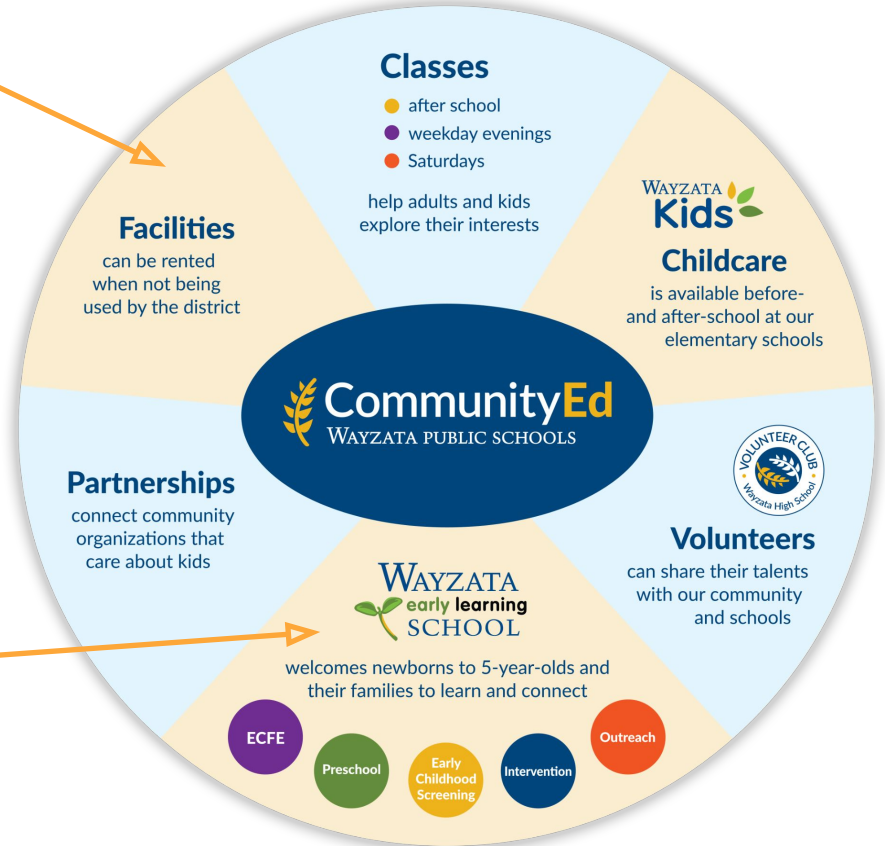 Classes
after school
weekday evenings
Saturdays
help adults and kids
explore their interests
WAYZATA
Kids
Childcare
is available before-
and after-school at our
elementary schools
VOLUNTEER CLUB
Wayzata High School
Volunteers
can share their talents
with our community
and schools
WAYZATA
early learning
SCHOOL
welcomes newborns to 5-year-olds and
their families to learn and connect
ECFE
Preschool
Early
Childhood
Screening
Intervention
Outreach
Partnerships
connect community
organizations that
care about kids
Facilities
can be rented
when not being
used by the district
CommunityEd
WAYZATA PUBLIC SCHOOLS